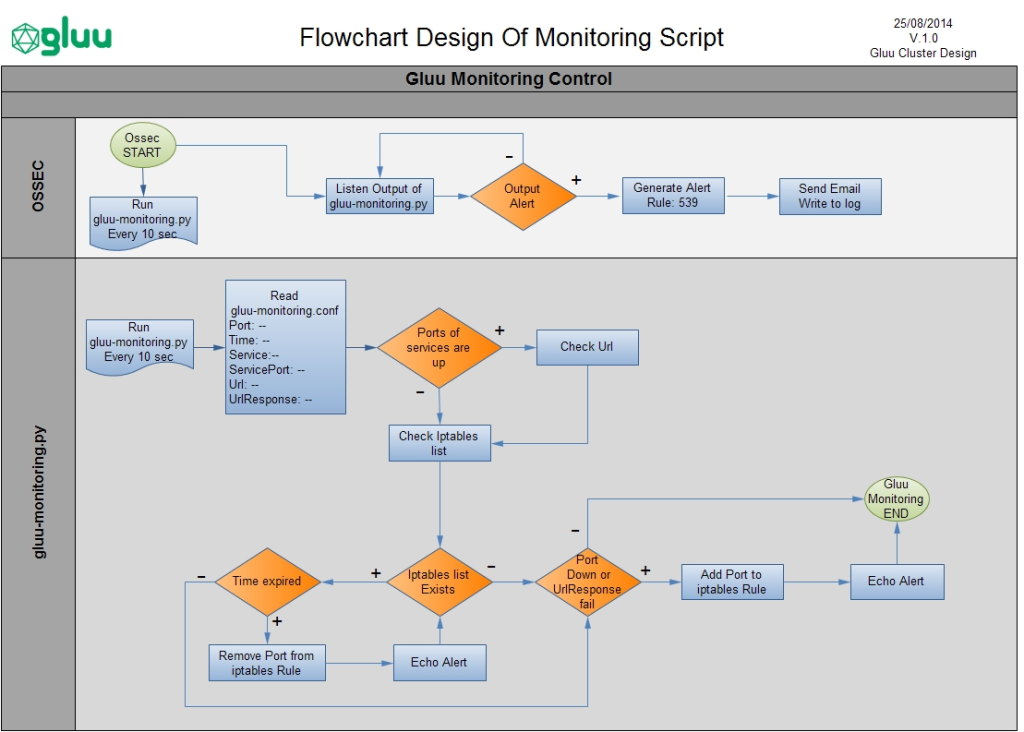 gluu
Flowchart Design Of Monitoring Script
25/08/2014
V.1.0
Gluu Cluster Design
Gluu Monitoring Control
OSSEC
Ossec
START
Run
gluu-monitoring.py
Every 10 sec
Listen Output of
gluu-monitoring.py
Output
Alert
-
+
Generate Alert
Rule: 539
Send Email
Write to log
gluu-monitoring.py
Run
gluu-monitoring.py
Every 10 sec
Read
gluu-monitoring.conf
Port: --
Time: --
Service:--
ServicePort: --
Url: --
UrlResponse: --
Ports of
services are
up
+
-
Check Url
Check Iptables
list
Gluu
Monitoring
END
-
Time expired
-
+
+
Iptables list
Exists
-
Port
Down or
UrlResponse
fail
+
Add Port to
iptables Rule
Echo Alert
Remove Port from
iptables Rule
Echo Alert